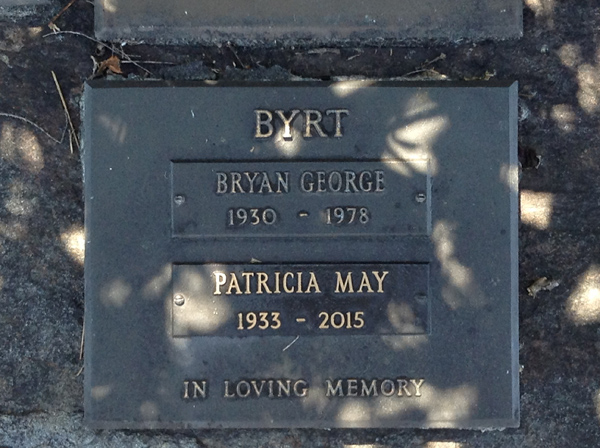 BYRT
BRYAN GEORGE
1930 - 1978
PATRICIA MAY
1933 - 2015
IN LOVING MEMORY